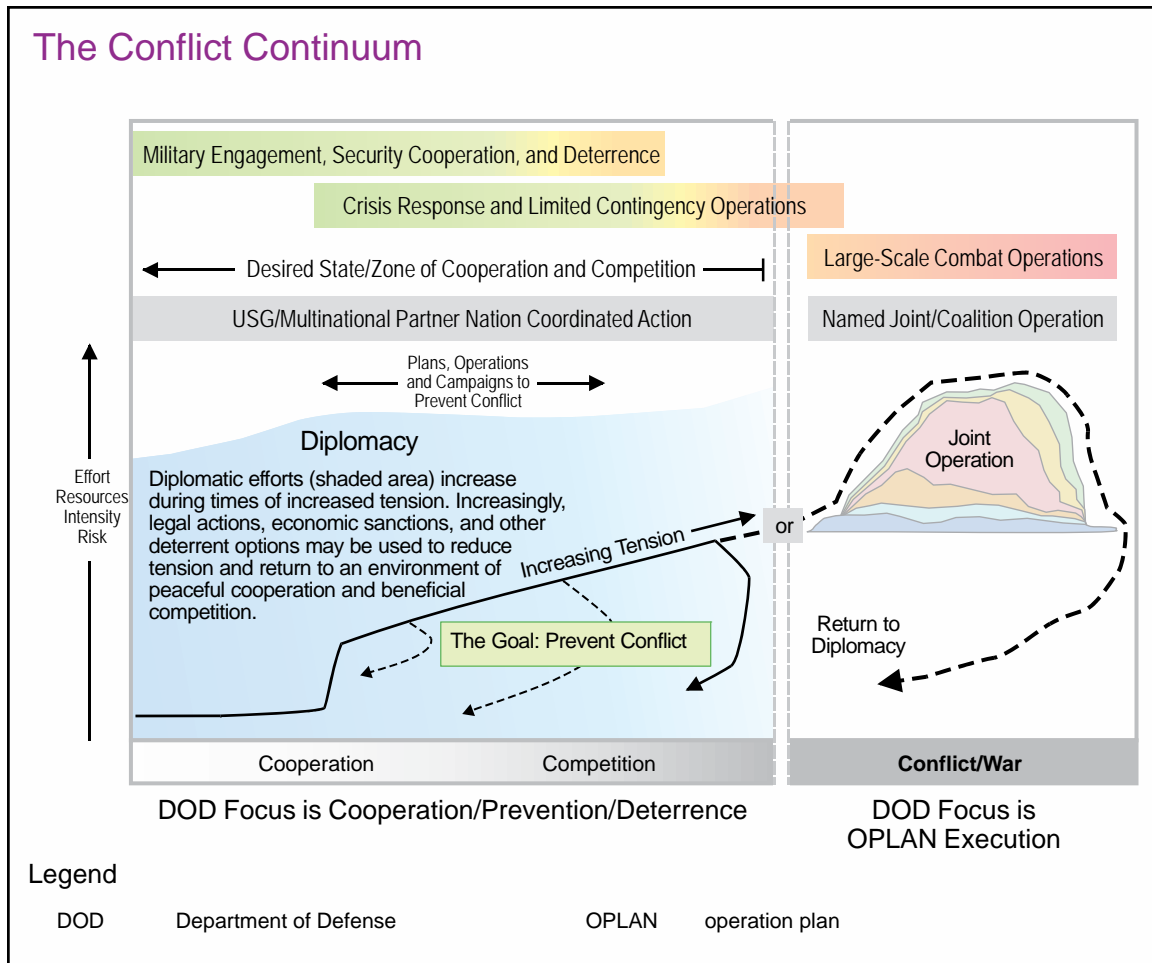 The Conflict Continuum
Military Engagement, Security Cooperation, and Deterrence
Crisis Response and Limited Contingency Operations
Desired State/Zone of Cooperation and Competition
Large-Scale Combat Operations
USG/Multinational Partner Nation Coordinated Action
Named Joint/Coalition Operation
Plans, Operations
and Campaigns to
Prevent Conflict
Effort
Resources
Intensity
Risk
Diplomacy
Diplomatic efforts (shaded area) increase
during times of increased tension. Increasingly,
legal actions, economic sanctions, and other
deterrent options may be used to reduce
tension and return to an environment of
peaceful cooperation and beneficial
competition.
Increasing Tension
or
Joint
Operation
The Goal: Prevent Conflict
Return to
Diplomacy
Cooperation
Competition
Conflict/War
DOD Focus is Cooperation/Prevention/Deterrence
DOD Focus is
OPLAN Execution
Legend
DOD Department of Defense OPLAN operation plan